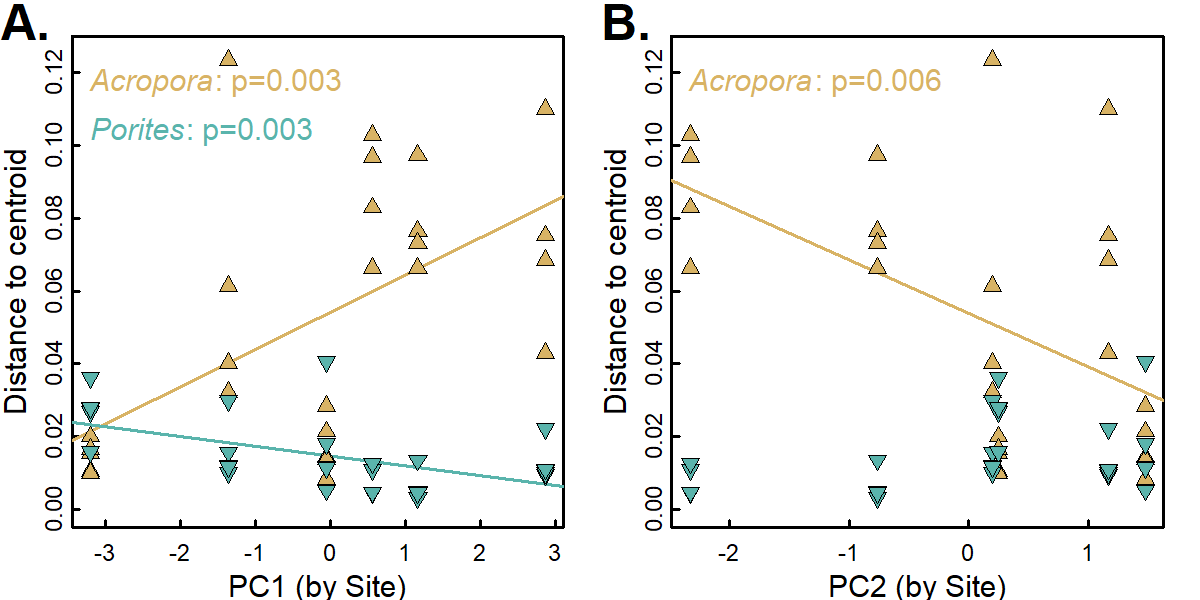 A.
Acropora: p=0.003
Porites: p=0.003
Distance to centroid
0.00 0.02 0.04 0.06 0.08 0.10 0.12
-3 -2 -1 0 1 2 3
PC1 (by Site)
B.
Acropora: p=0.006
Distance to centroid
0.00 0.02 0.04 0.06 0.08 0.10 0.12
-2 -1 0 1
PC2 (by Site)